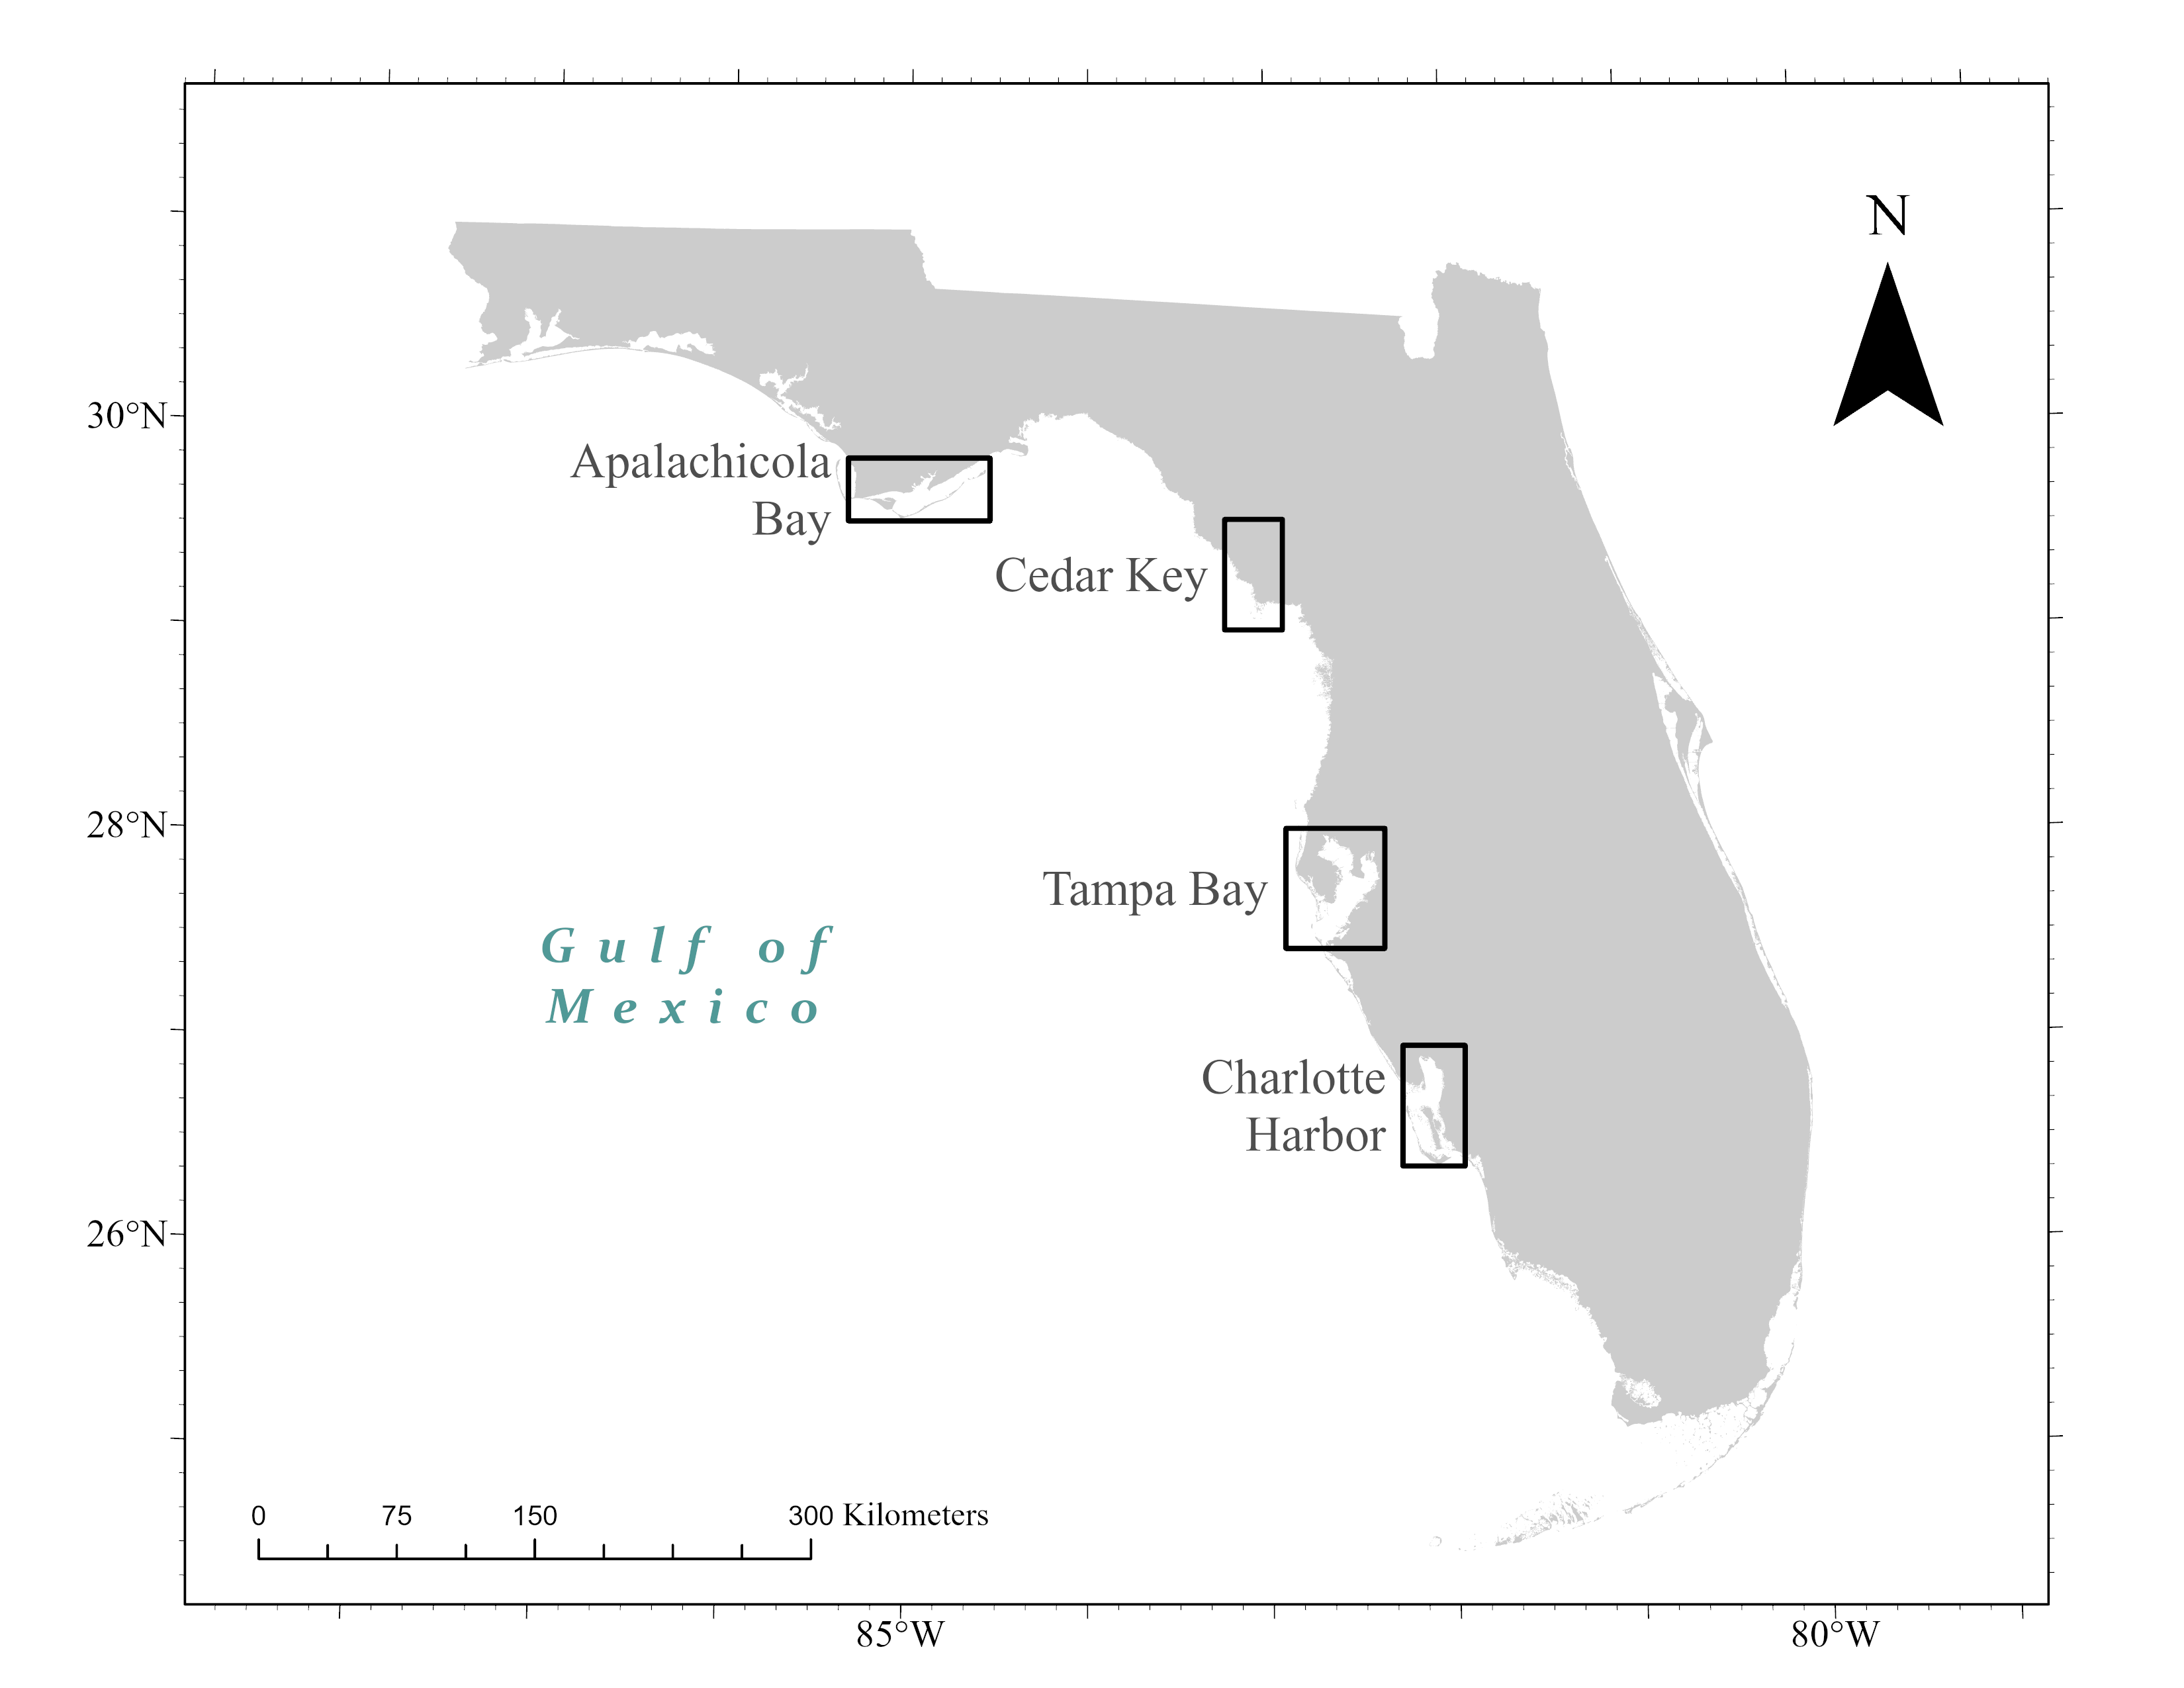 N
30°N
Apalachicola
Bay
Cedar Key
28°N
Tampa Bay
Gulf of
Mexico
Charlotte
Harbor
26°N
0 75 150 300 Kilometers
85°W 80°W